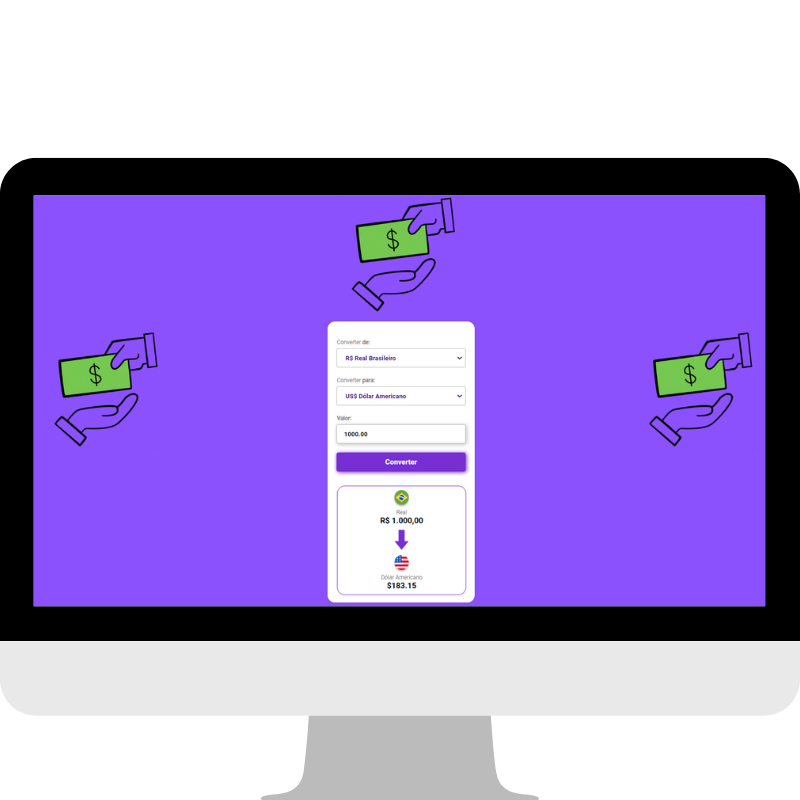 $
$
$
Converter de:
R$ Real Brasileiro
Converter para:
US$ Dólar Americano
Valor:
1000.00
Converter
Real
R$ 1.000,00
Dólar Americano
$183.15